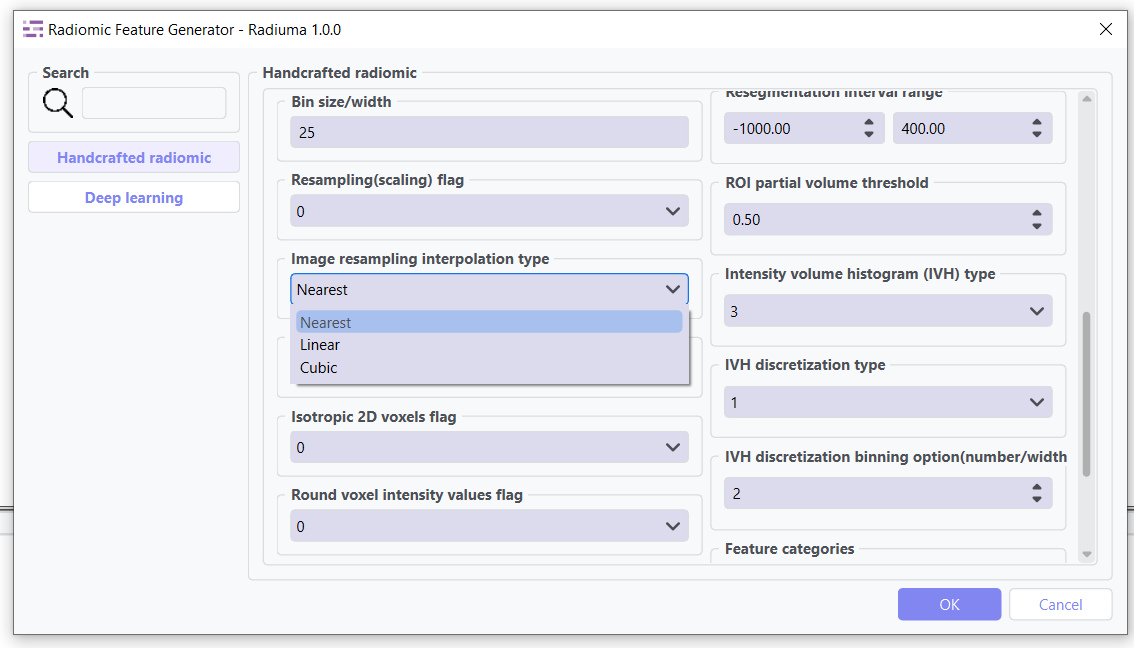 Radiomic Feature Generator - Radiuma 1.0.0
Search
Handcrafted radiomic
Deep learning
Handcrafted radiomic
Bin size/width
25
Resampling(scaling) flag
0
Image resampling interpolation type
Nearest
Nearest
Linear
Cubic
Isotropic 2D voxels flag
0
Round voxel intensity values flag
0
Resegmentation interval range
-1000.00
400.00
ROI partial volume threshold
0.50
Intensity volume histogram (IVH) type
3
IVH discretization type
1
IVH discretization binning option(number/width
2
Feature categories
OK
Cancel